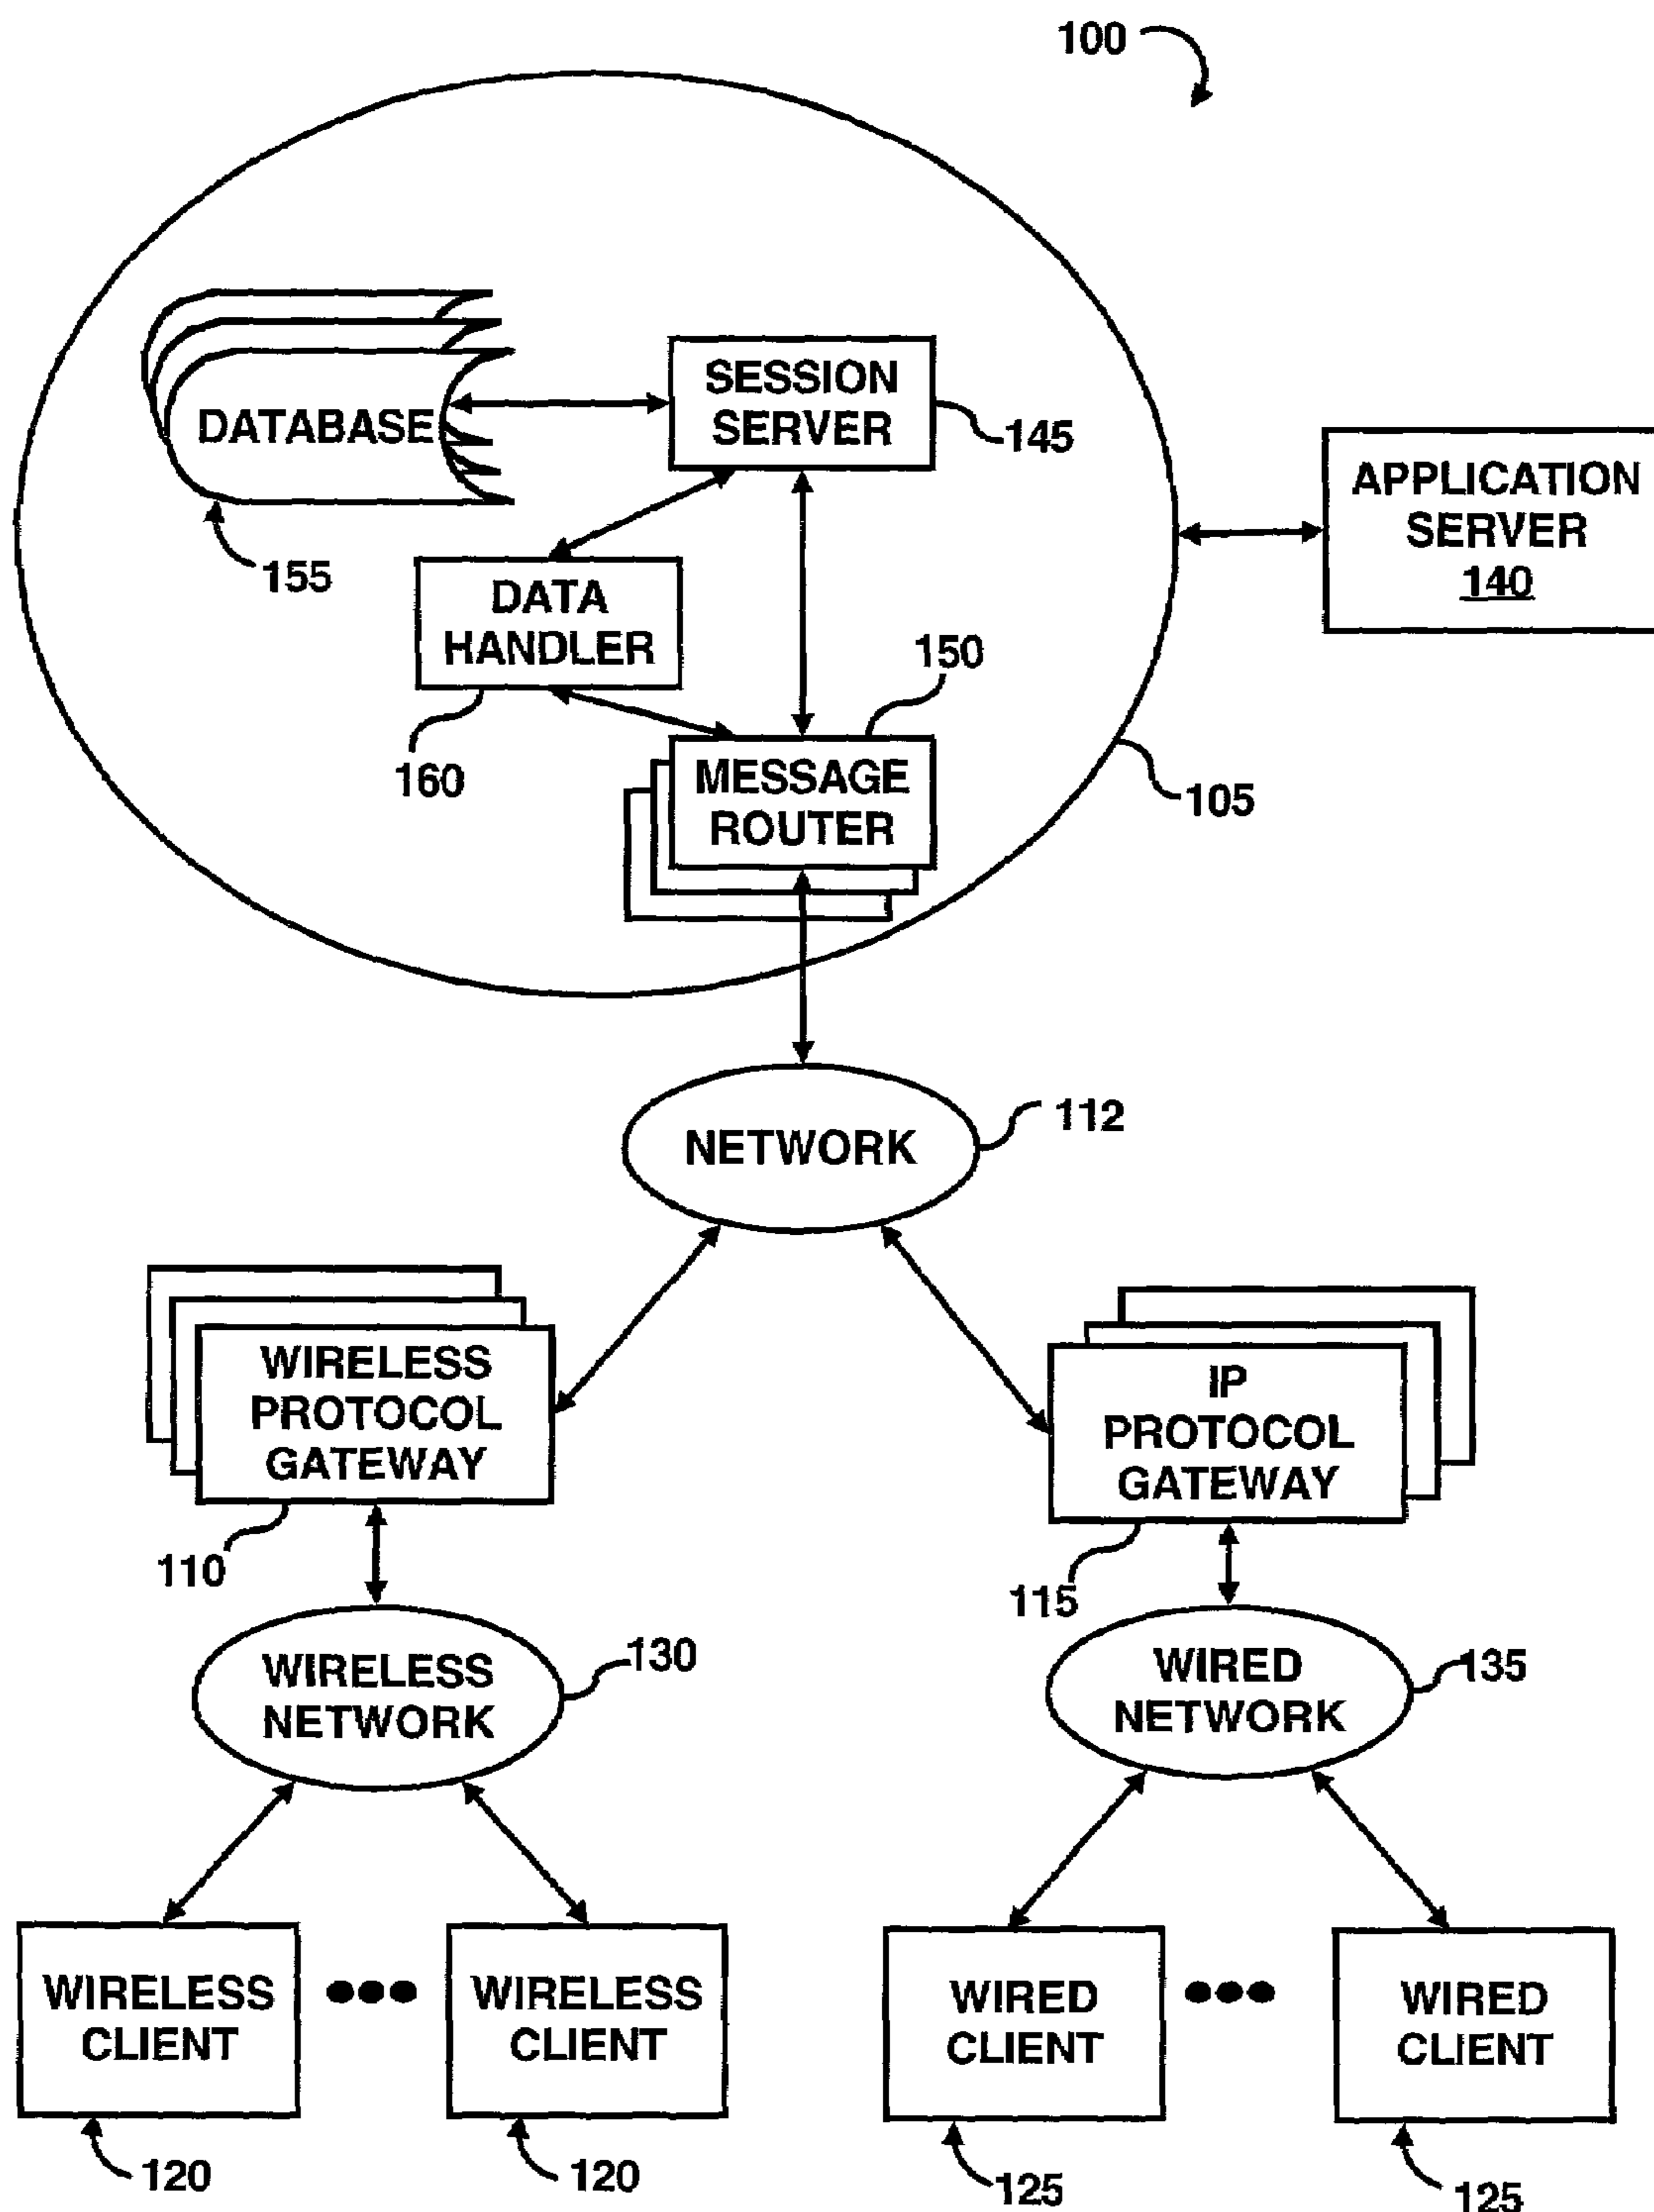 100
SESSION
SERVER
145
DATABASE
155
APPLICATION
SERVER
140
DATA
HANDLER
160
150
MESSAGE
ROUTER
105
NETWORK
112
WIRELESS
PROTOCOL
GATEWAY
110
IP
PROTOCOL
GATEWAY
115
WIRELESS
NETWORK
130
WIRED
NETWORK
135
WIRELESS
CLIENT
120
WIRELESS
CLIENT
120
WIRED
CLIENT
125
WIRED
CLIENT
125